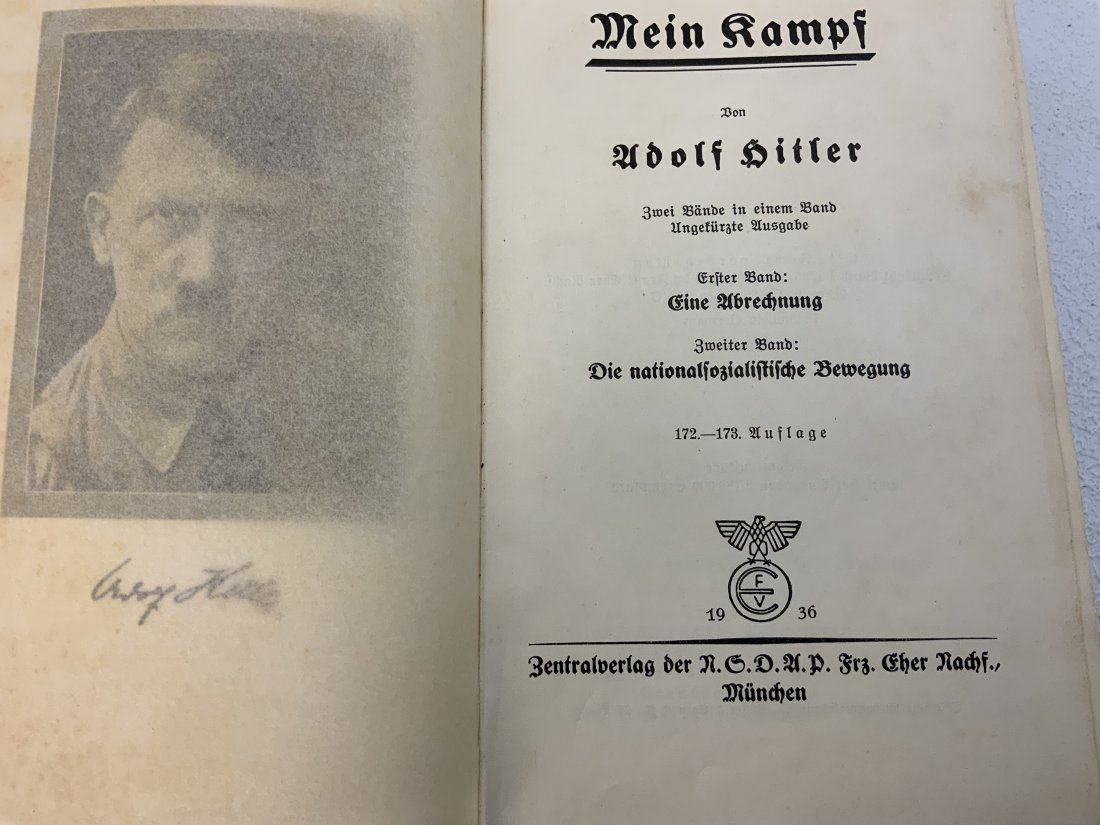 Mein Kampf
Von
Adolf Hitler
Zwei Bände in einem Band
Ungekürzte Ausgabe
Erster Band:
Eine Abrechnung
Zweiter Band:
Die nationalsozialistische Bewegung
172.—173. Auflage
F
E
V
19 36
Zentralverlag der N.S.D.A.P. Frz. Eher Nachf.,
München